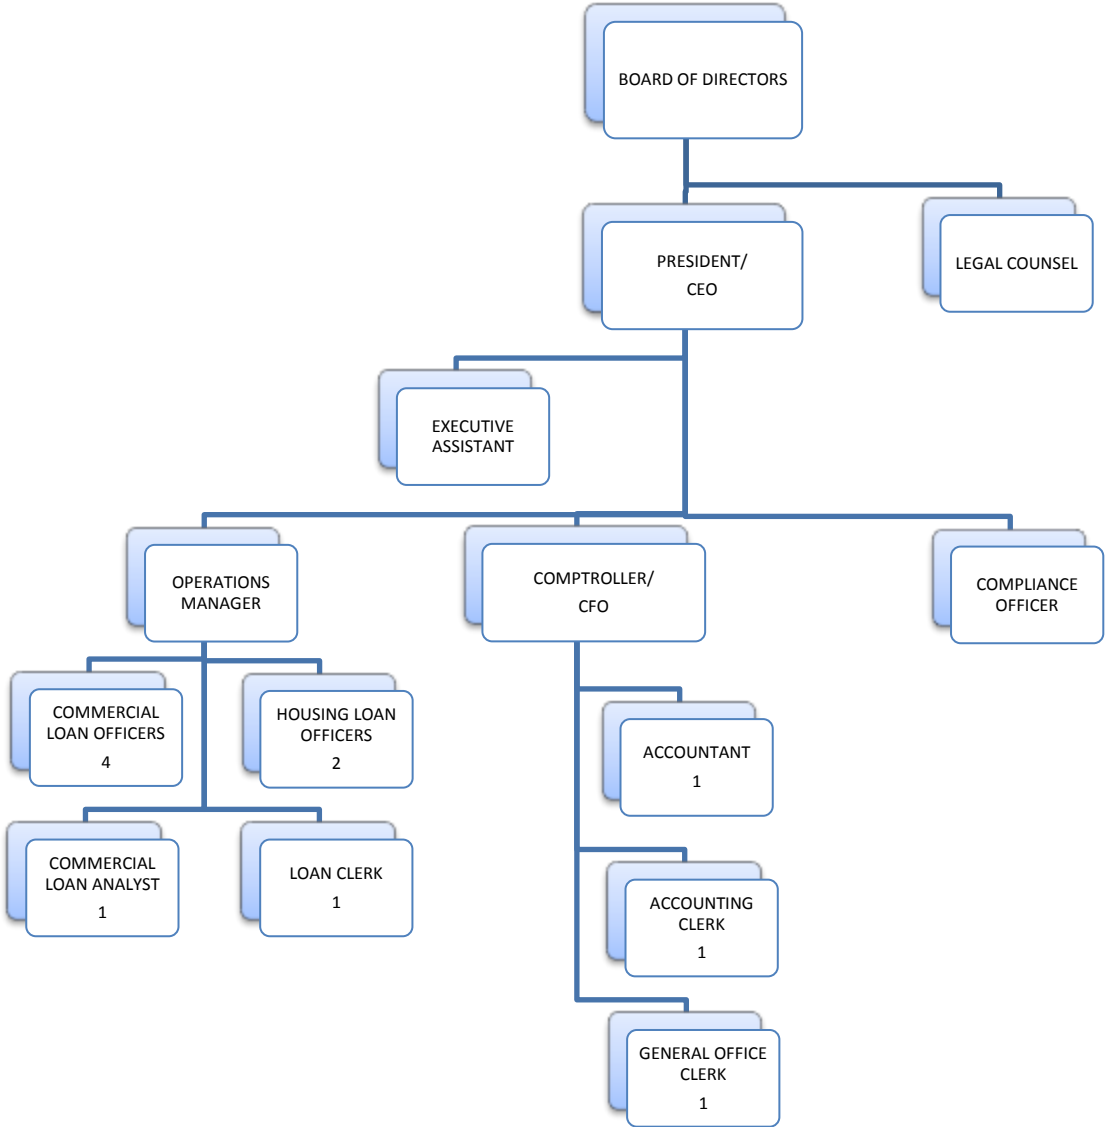 BOARD OF DIRECTORS
PRESIDENT/
CEO
LEGAL COUNSEL
EXECUTIVE
ASSISTANT
OPERATIONS
MANAGER
COMPTROLLER/
CFO
COMPLIANCE
OFFICER
COMMERCIAL
LOAN OFFICERS
4
HOUSING LOAN
OFFICERS
2
COMMERCIAL
LOAN ANALYST
1
LOAN CLERK
1
ACCOUNTANT
1
ACCOUNTING
CLERK
1
GENERAL OFFICE
CLERK
1